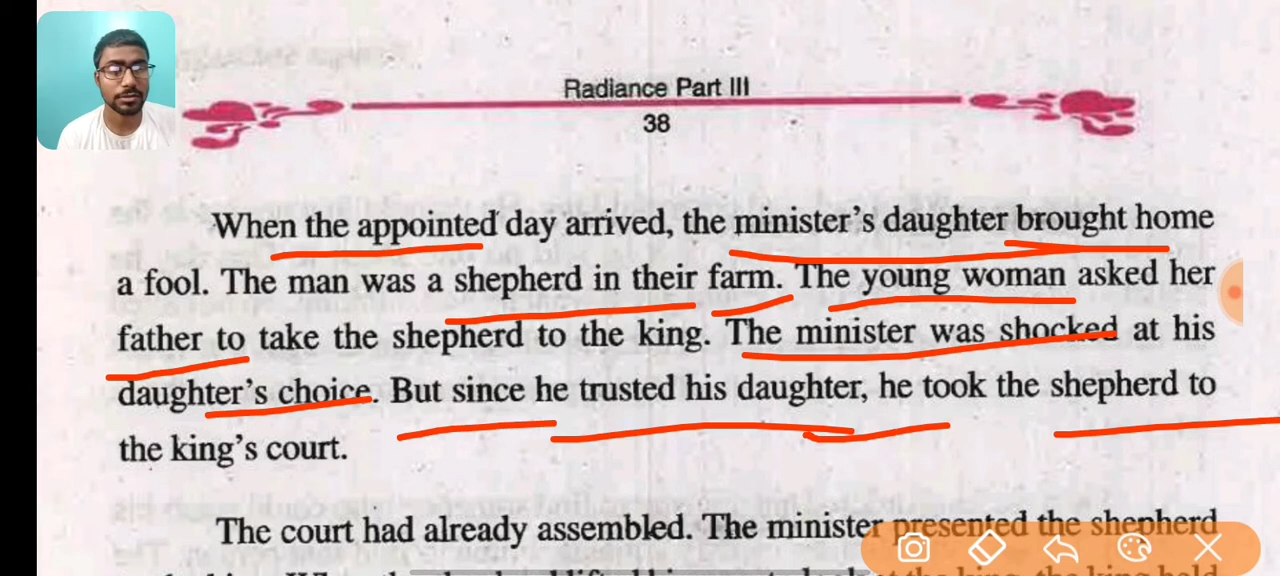 Radiance Part III
38
When the appointed day arrived, the minister's daughter brought home
a fool. The man was a shepherd in their farm. The young woman asked her
father to take the shepherd to the king. The minister was shocked at his
daughter's choice. But since he trusted his daughter, he took the shepherd to
the king's court.
The court had already assembled. The minister presented the shepherd